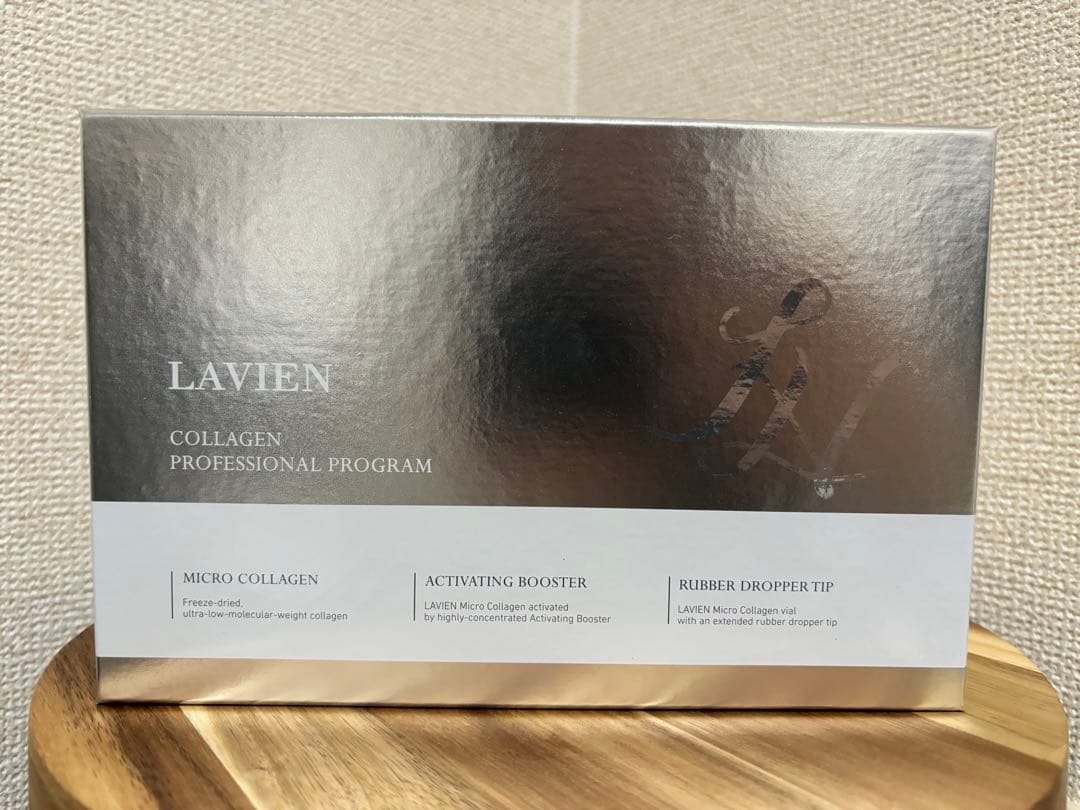 LAVIEN
COLLAGEN
PROFESSIONAL PROGRAM
LV
MICRO COLLAGEN
Freeze-dried,
ultra-low-molecular-weight collagen
ACTIVATING BOOSTER
LAVIEN Micro Collagen activated
by highly-concentrated Activating Booster
RUBBER DROPPER TIP
LAVIEN Micro Collagen vial
with an extended rubber dropper tip